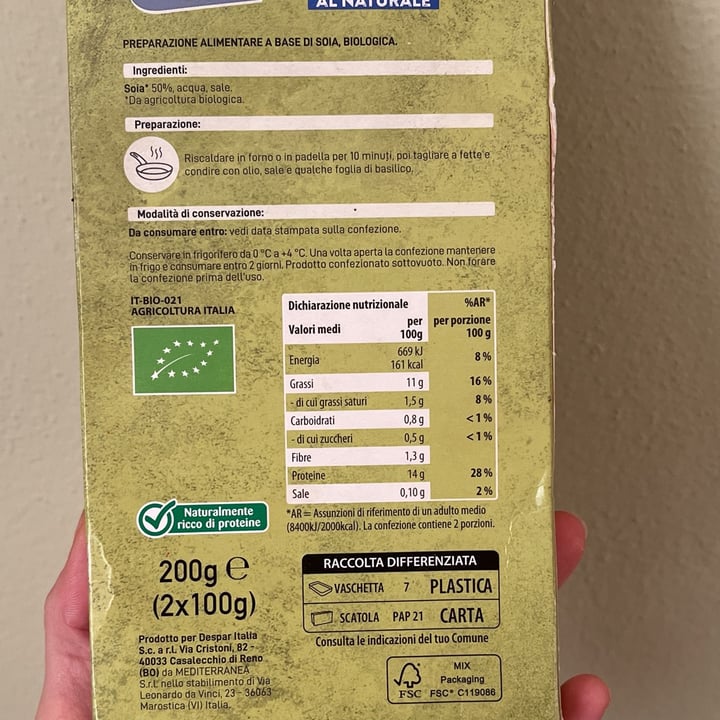 AL NATURALE
PREPARAZIONE ALIMENTARE A BASE DI SOIA, BIOLOGICA.
Ingredienti:
Soia* 50%, acqua, sale.
*Da agricoltura biologica.
Preparazione:
Riscaldare in forno o in padella per 10 minuti, poi tagliare a fette e
condire con olio, sale e qualche foglia di basilico.
Modalità di conservazione:
Da consumare entro: vedi data stampata sulla confezione.
Conservare in frigorifero da 0 °C a +4 °C. Una volta aperta la confezione mantenere
in frigo e consumare entro 2 giorni. Prodotto confezionato sottovuoto. Non forare
la confezione prima dell'uso.
IT-BIO-021
AGRICOLTURA ITALIA
Dichiarazione nutrizionale %AR*
Valori medi per 100g per porzione 100 g
Energia 669 kJ 161 kcal 8 %
Grassi 11 g 16 %
- di cui grassi saturi 1,5 g 8 %
Carboidrati 0,8 g < 1 %
- di cui zuccheri 0,5 g < 1 %
Fibre 1,3 g
Proteine 14 g 28 %
Sale 0,10 g 2 %
*AR = Assunzioni di riferimento di un adulto medio
(8400kJ/2000kcal). La confezione contiene 2 porzioni.
Naturalmente
ricco di proteine
200g e
(2x100g)
RACCOLTA DIFFERENZIATA
VASCHETTA 7 PLASTICA
SCATOLA PAP 21 CARTA
Consulta le indicazioni del tuo Comune
Prodotto per Despar Italia
S.c. a r.l. Via Cristoni, 82 -
40033 Casalecchio di Reno
(BO) da MEDITERRANEA
S.r.l. nello stabilimento di Via
Leonardo da Vinci, 23 - 36063
Marostica (VI) Italia.
FSC
MIX
Packaging
FSC® C119086